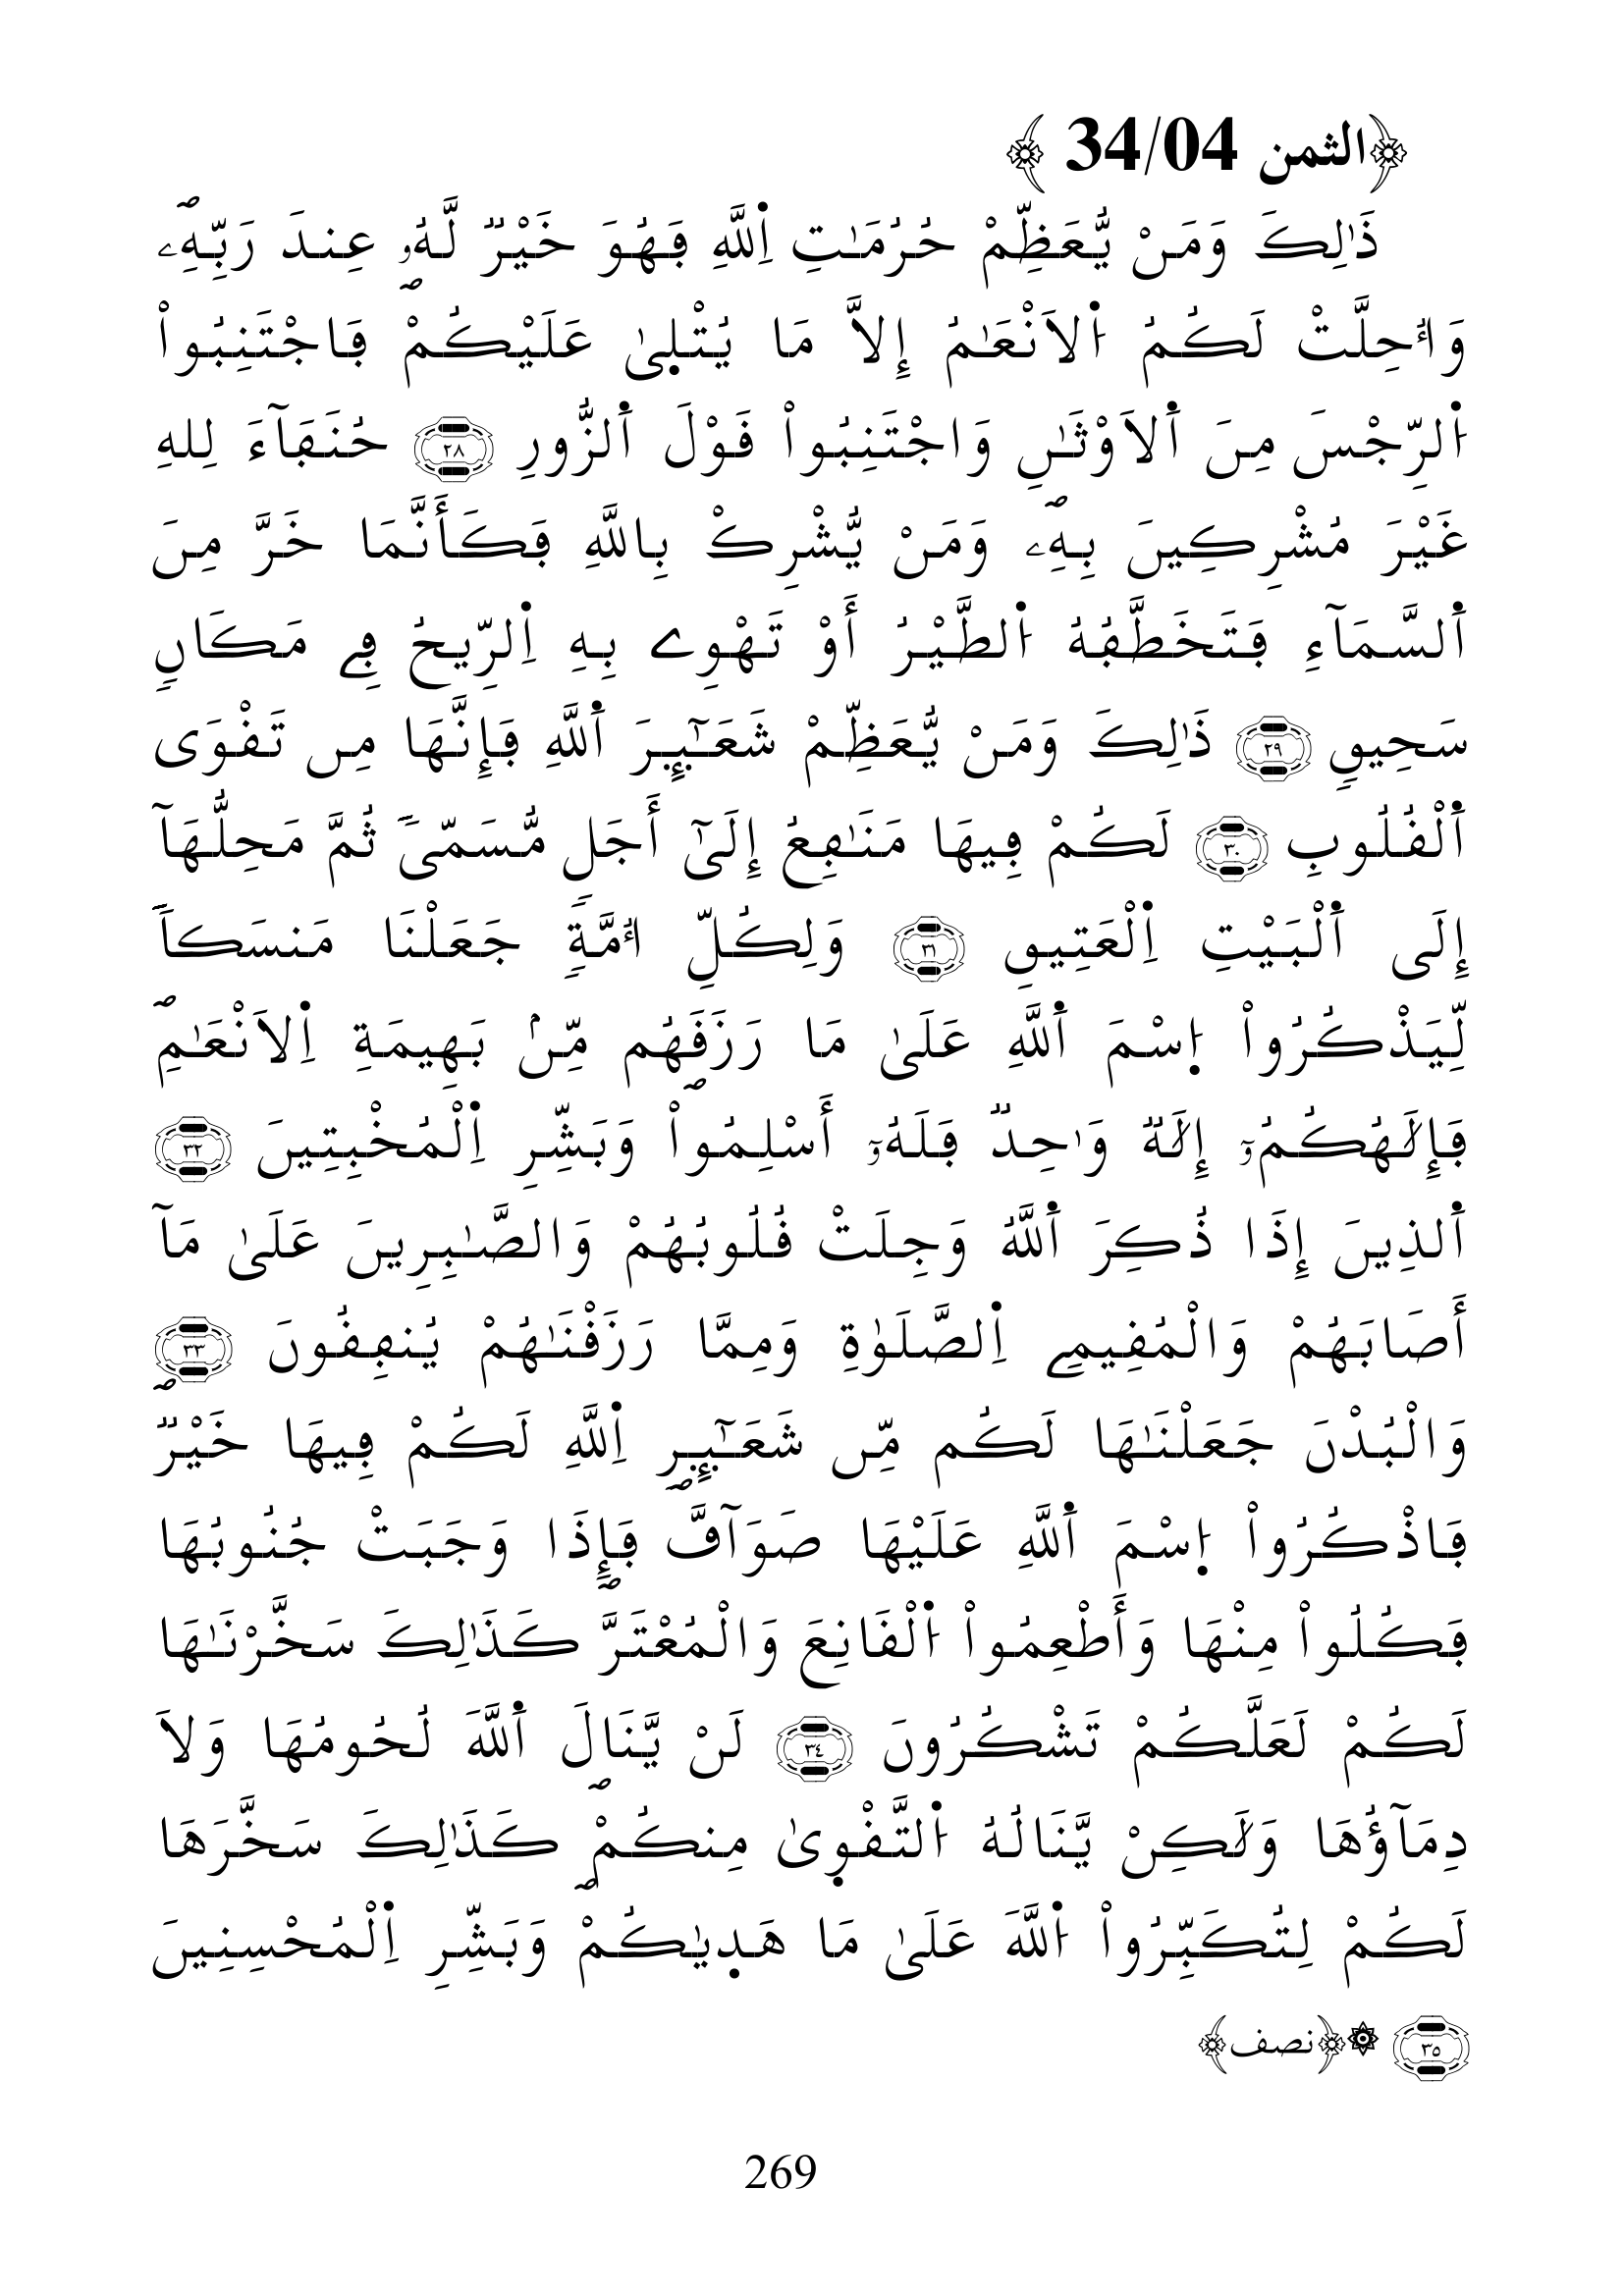 ﴿الثمن 34/04 ﴾
ذَٰلِكَ وَمَنْ يُّعَظِّمْ حُرُمَٰتِ اِ۬للَّهِ فَهُوَ خَيْرٞ لَّهُۥ عِندَ رَبِّهِۦۖ
وَأُحِلَّتْ لَكُمُ اُ۬لَانْعَٰمُ إِلَّا مَا يُتْل۪ىٰ عَلَيْكُمْۖ فَاجْتَنِبُواْ
اُ۬لرِّجْسَ مِنَ اَ۬لَاوْثَٰنِ وَاجْتَنِبُواْ قَوْلَ اَ۬لزُّورِ ٢٨ حُنَفَآءَ لِلهِ
غَيْرَ مُشْرِكِينَ بِهِۦۖ وَمَنْ يُّشْرِكْ بِاللَّهِ فَكَأَنَّمَا خَرَّ مِنَ
اَ۬لسَّمَآءِ فَتَخَطَّفُهُ اُ۬لطَّيْرُ أَوْ تَهْوِے بِهِ اِ۬لرِّيحُ فِے مَكَانٖ
سَحِيقٖ ٢٩ ذَٰلِكَ وَمَنْ يُّعَظِّمْ شَعَٰٓئِرَ اَ۬للَّهِ فَإِنَّهَا مِن تَقْوَى
اَ۬لْقُلُوبِ ٣٠ لَكُمْ فِيهَا مَنَٰفِعُ إِلَىٰٓ أَجَلٖ مُّسَمّىٗ ثُمَّ مَحِلُّهَآ
إِلَى اَ۬لْبَيْتِ اِ۬لْعَتِيقِ ٣١ وَلِكُلِّ أُمَّةٖ جَعَلْنَا مَنسَكاٗ
لِّيَذْكُرُواْ اُ۪سْمَ اَ۬للَّهِ عَلَىٰ مَا رَزَقَهُم مِّنۢ بَهِيمَةِ اِ۬لَانْعَٰمِۖ
فَإِلَٰهُكُمُۥٓ إِلَٰهٞ وَٰحِدٞ فَلَهُۥٓ أَسْلِمُواْۖ وَبَشِّرِ اِ۬لْمُخْبِتِينَ ٣٢
اَ۬لذِينَ إِذَا ذُكِرَ اَ۬للَّهُ وَجِلَتْ قُلُوبُهُمْ وَالصَّٰبِرِينَ عَلَىٰ مَآ
أَصَابَهُمْ وَالْمُقِيمِے اِ۬لصَّلَوٰةِ وَمِمَّا رَزَقْنَٰهُمْ يُنفِقُونَ ٣٣
وَالْبُدْنَ جَعَلْنَٰهَا لَكُم مِّن شَعَٰٓئِرِ اِ۬للَّهِ لَكُمْ فِيهَا خَيْرٞۖ
فَاذْكُرُواْ اُ۪سْمَ اَ۬للَّهِ عَلَيْهَا صَوَآفَّۖ فَإِذَا وَجَبَتْ جُنُوبُهَا
فَكُلُواْ مِنْهَا وَأَطْعِمُواْ اُ۬لْقَانِعَ وَالْمُعْتَرَّۖ كَذَٰلِكَ سَخَّرْنَٰهَا
لَكُمْ لَعَلَّكُمْ تَشْكُرُونَ ٣٤ لَنْ يَّنَالَ اَ۬للَّهَ لُحُومُهَا وَلَا
دِمَآؤُهَا وَلَٰكِنْ يَّنَالُهُ اُ۬لتَّقْو۪ىٰ مِنكُمْۖ كَذَٰلِكَ سَخَّرَهَا
لَكُمْ لِتُكَبِّرُواْ اُ۬للَّهَ عَلَىٰ مَا هَد۪يٰكُمْۖ وَبَشِّرِ اِ۬لْمُحْسِنِينَ
٣٥ ۞﴿نصف﴾
269